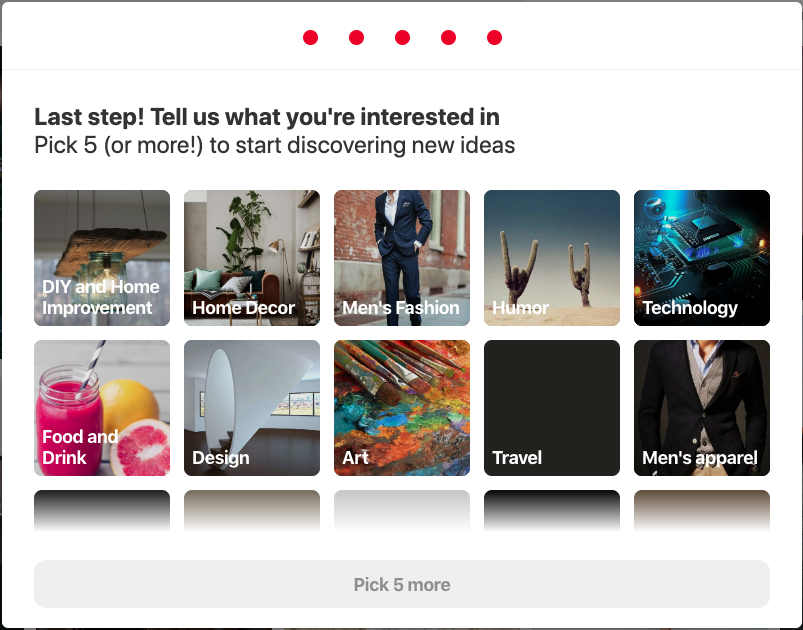 Last step! Tell us what you're interested in
Pick 5 (or more!) to start discovering new ideas
DIY and Home
Improvement
Home Decor
Men's Fashion
Humor
Technology
Food and
Drink
Design
Art
Travel
Men's apparel
Pick 5 more